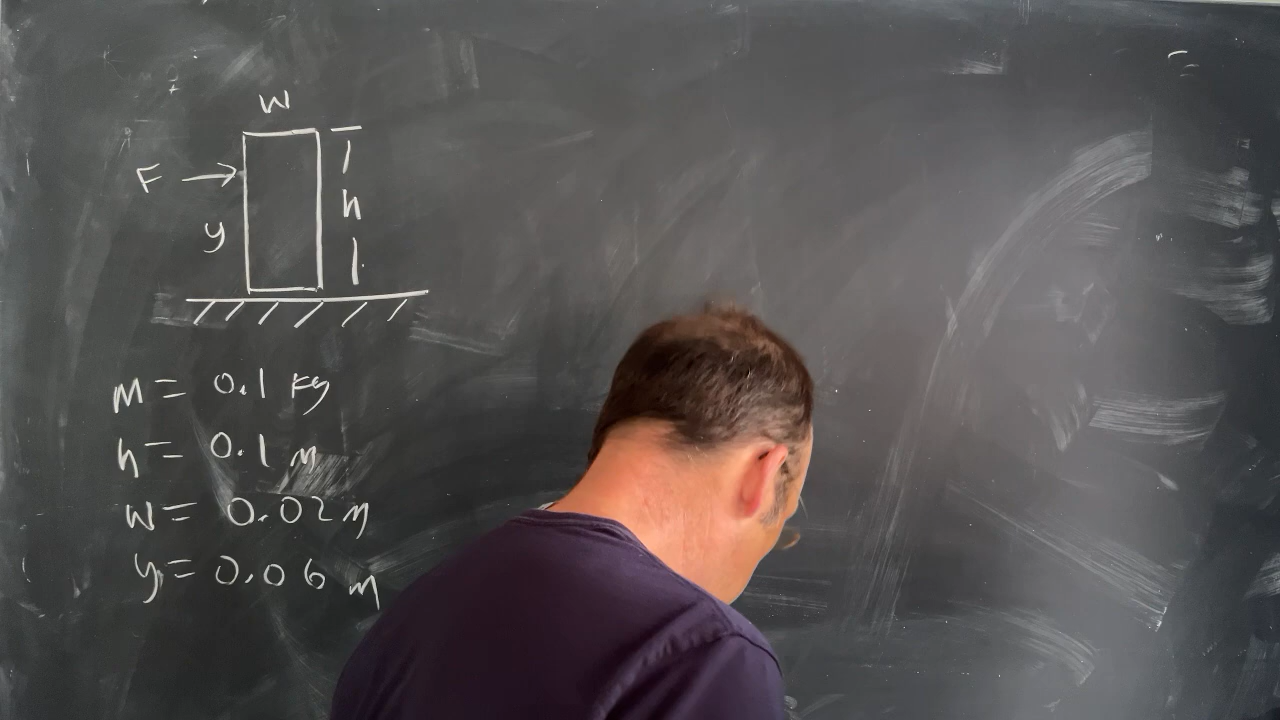 W
F
h
y
M = 0.1 kg
h = 0.1 m
W = 0.02 m
y = 0.06 m